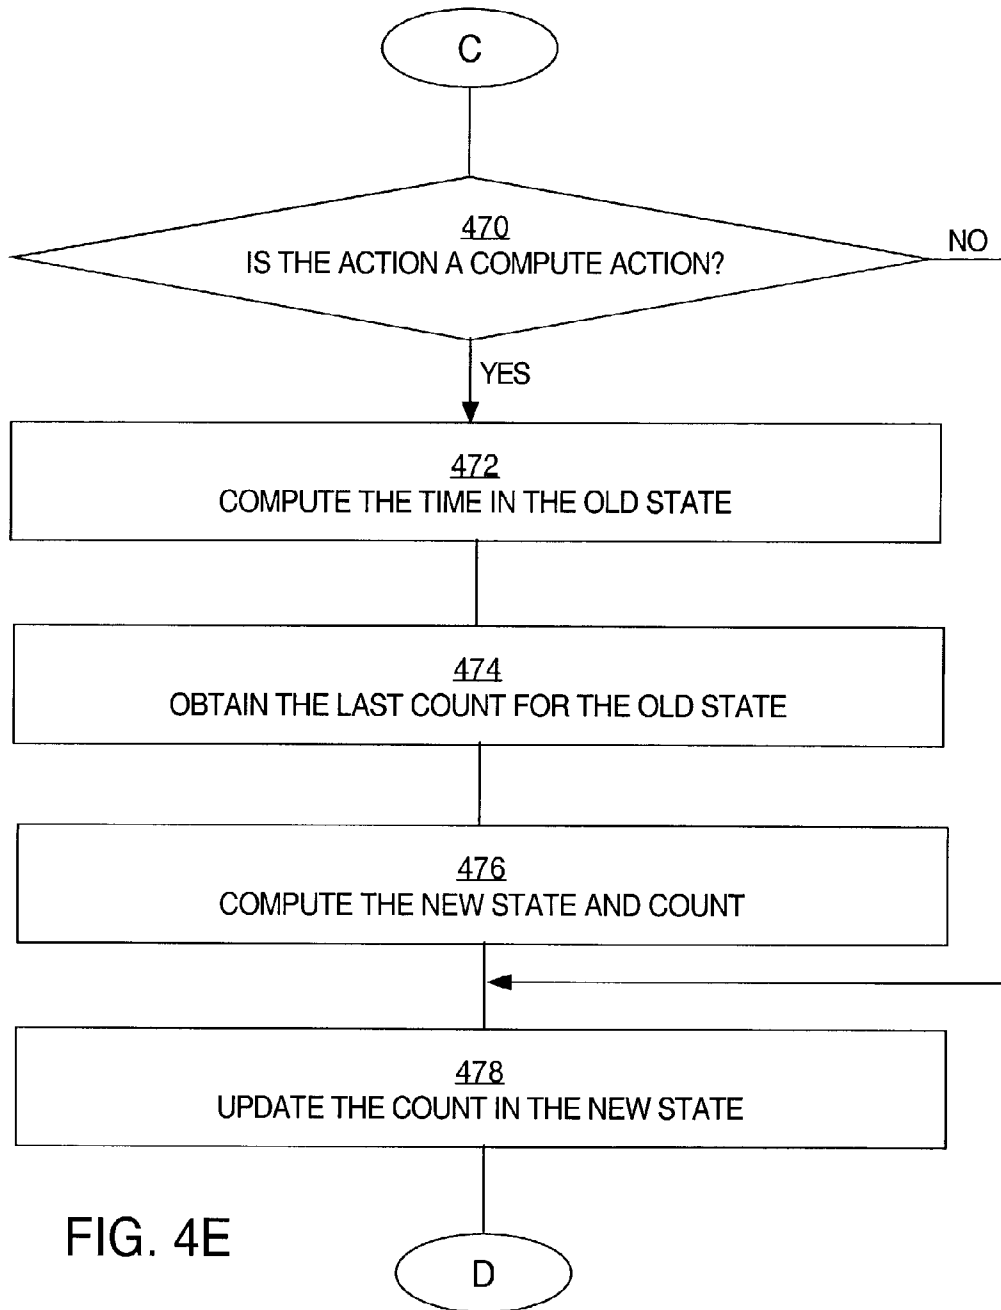 C
470
IS THE ACTION A COMPUTE ACTION?
NO
YES
472
COMPUTE THE TIME IN THE OLD STATE
474
OBTAIN THE LAST COUNT FOR THE OLD STATE
476
COMPUTE THE NEW STATE AND COUNT
478
UPDATE THE COUNT IN THE NEW STATE
FIG. 4E
D